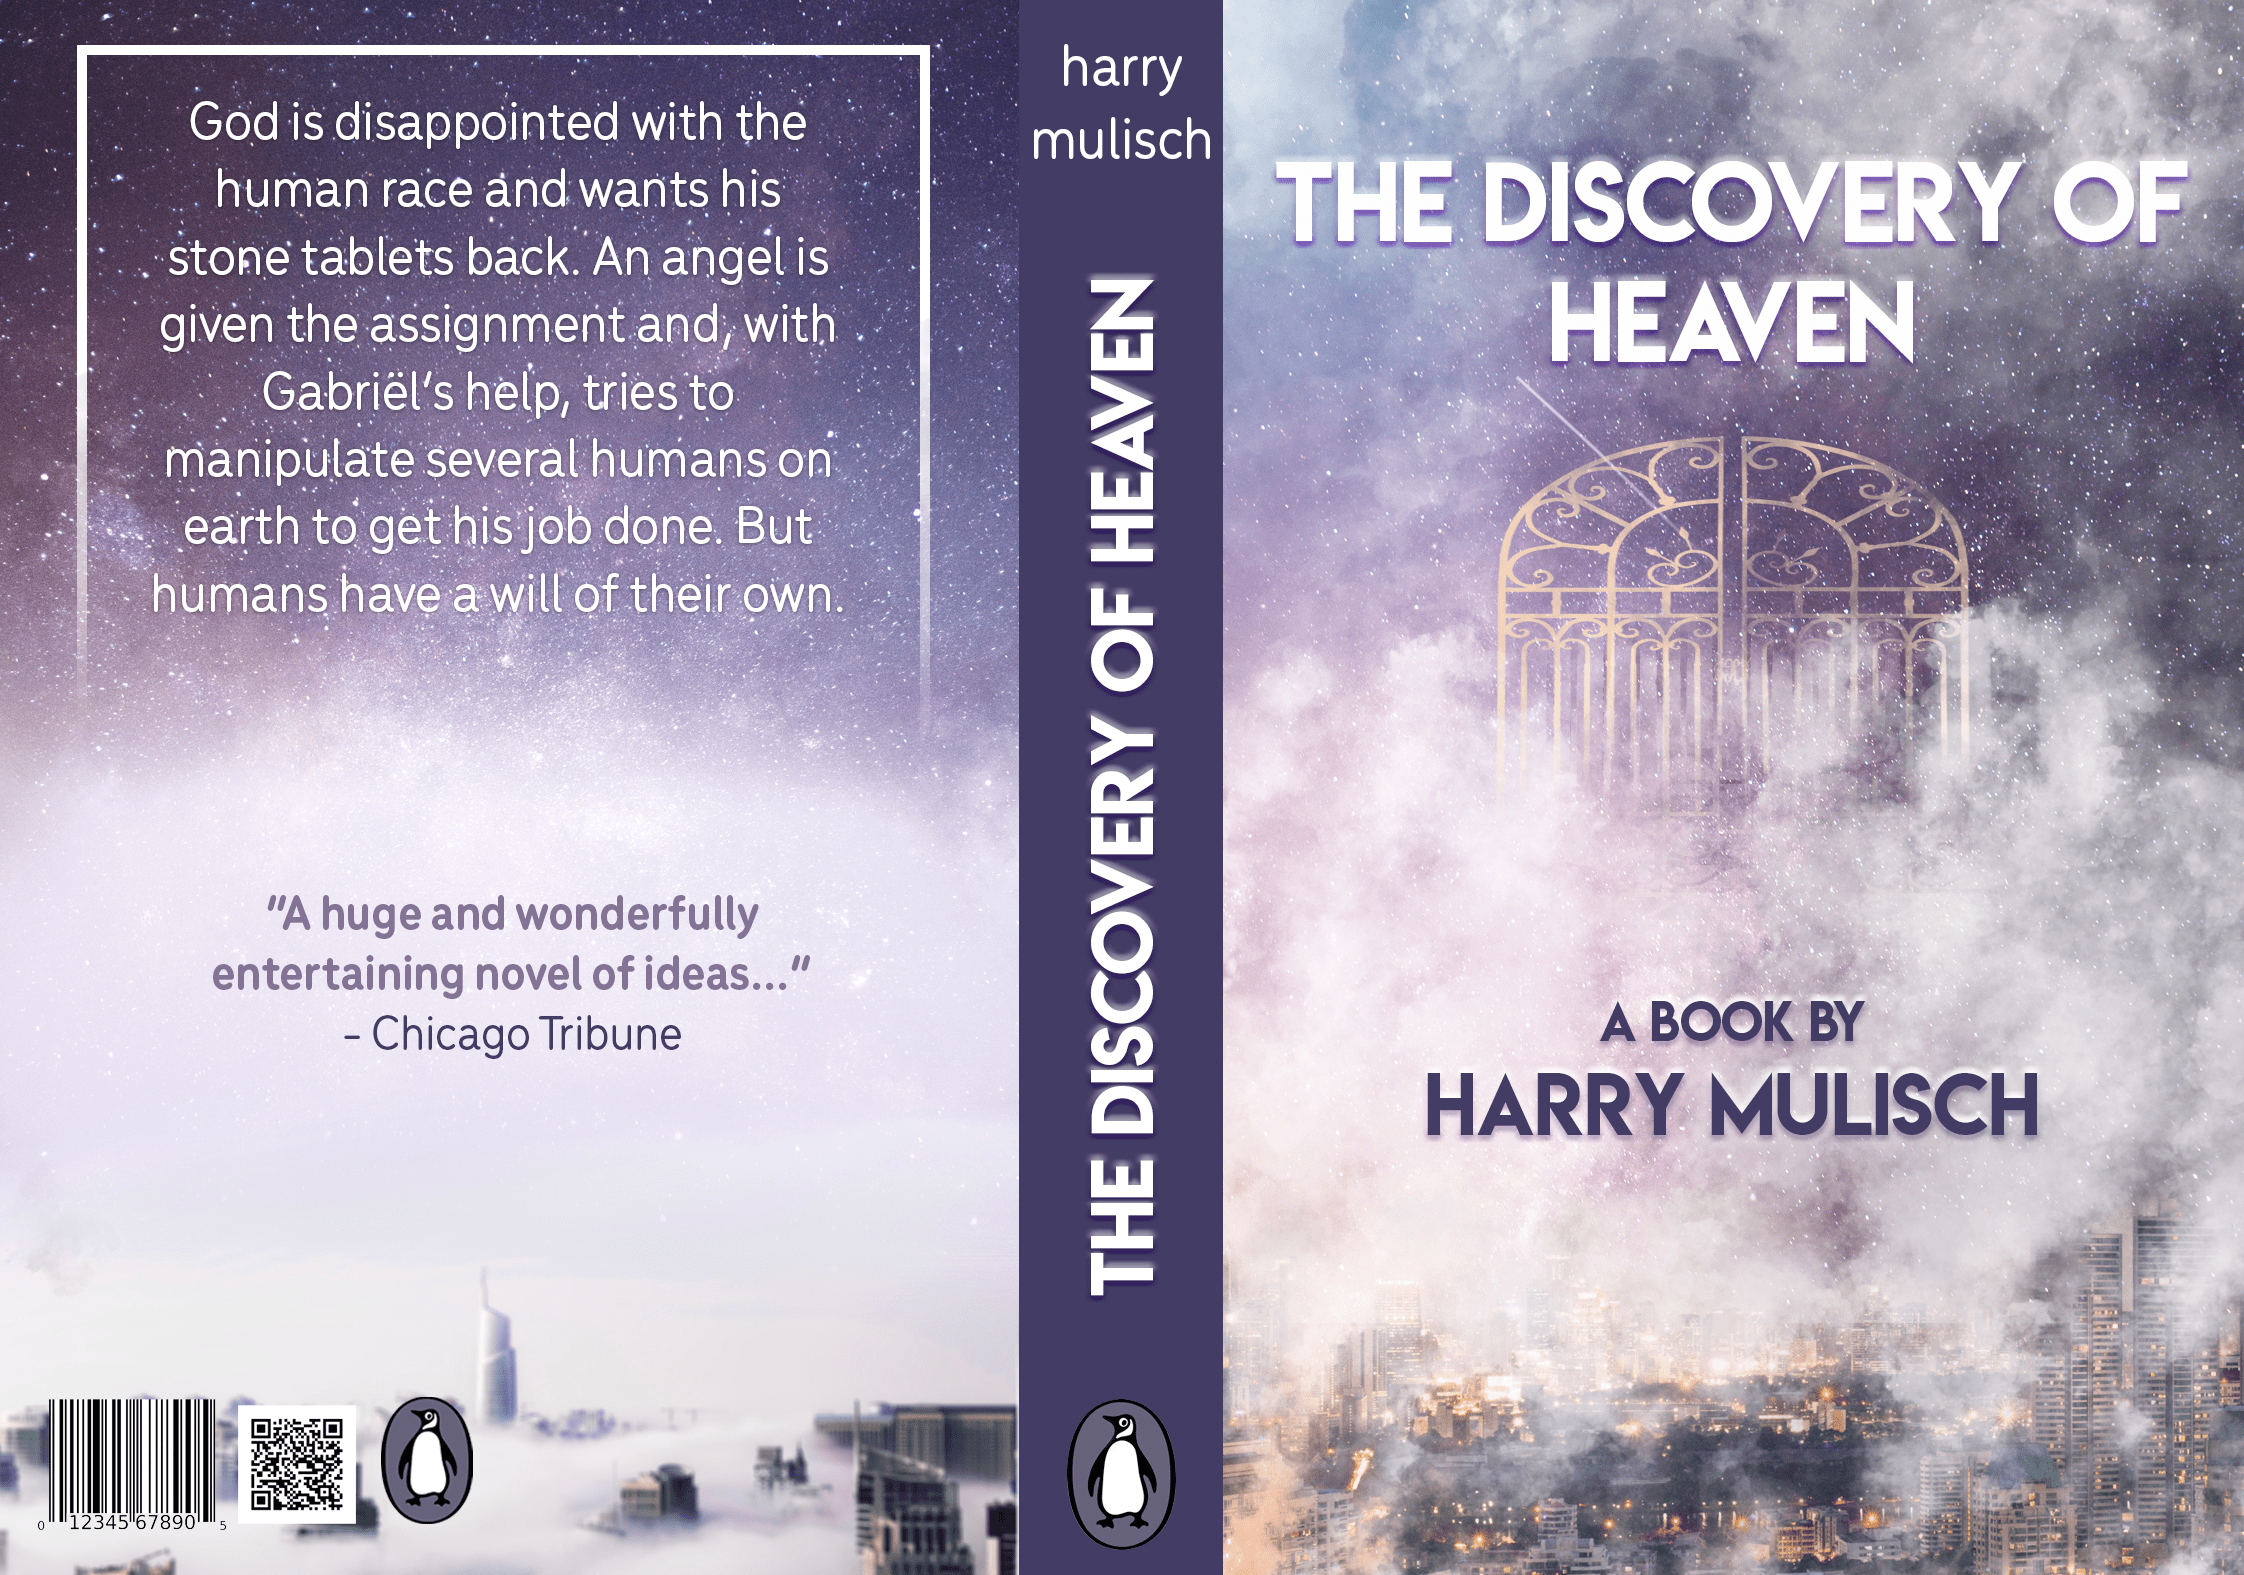 God is disappointed with the
human race and wants his
stone tablets back. An angel is
given the assignment and, with
Gabriël's help, tries to
manipulate several humans on
earth to get his job done. But
humans have a will of their own.
"A huge and wonderfully
entertaining novel of ideas..."
- Chicago Tribune
0 12345 67890 5
harry
mulisch
THE DISCOVERY OF HEAVEN
THE DISCOVERY OF
HEAVEN
A BOOK BY
HARRY MULISCH